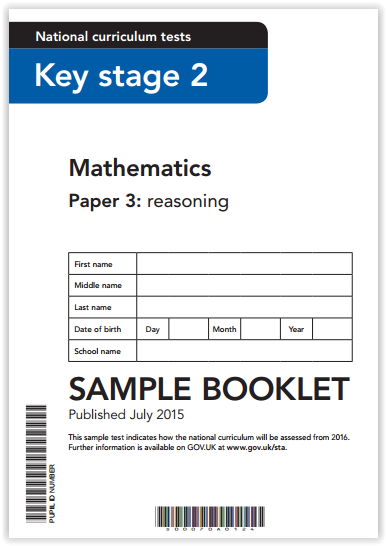 National curriculum tests
Key stage 2
Mathematics
Paper 3: reasoning
First name
Middle name
Last name
Date of birth Day Month Year
School name
SAMPLE BOOKLET
Published July 2015
This sample test indicates how the national curriculum will be assessed from 2016.
Further information is available on GOV.UK at www.gov.uk/sta.
PUPIL ID NUMBER
S00070A0124